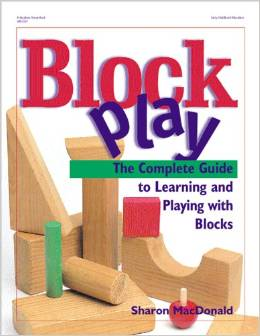 Block
play
The Complete Guide
to Learning and
Playing with
Blocks
Sharon MacDonald